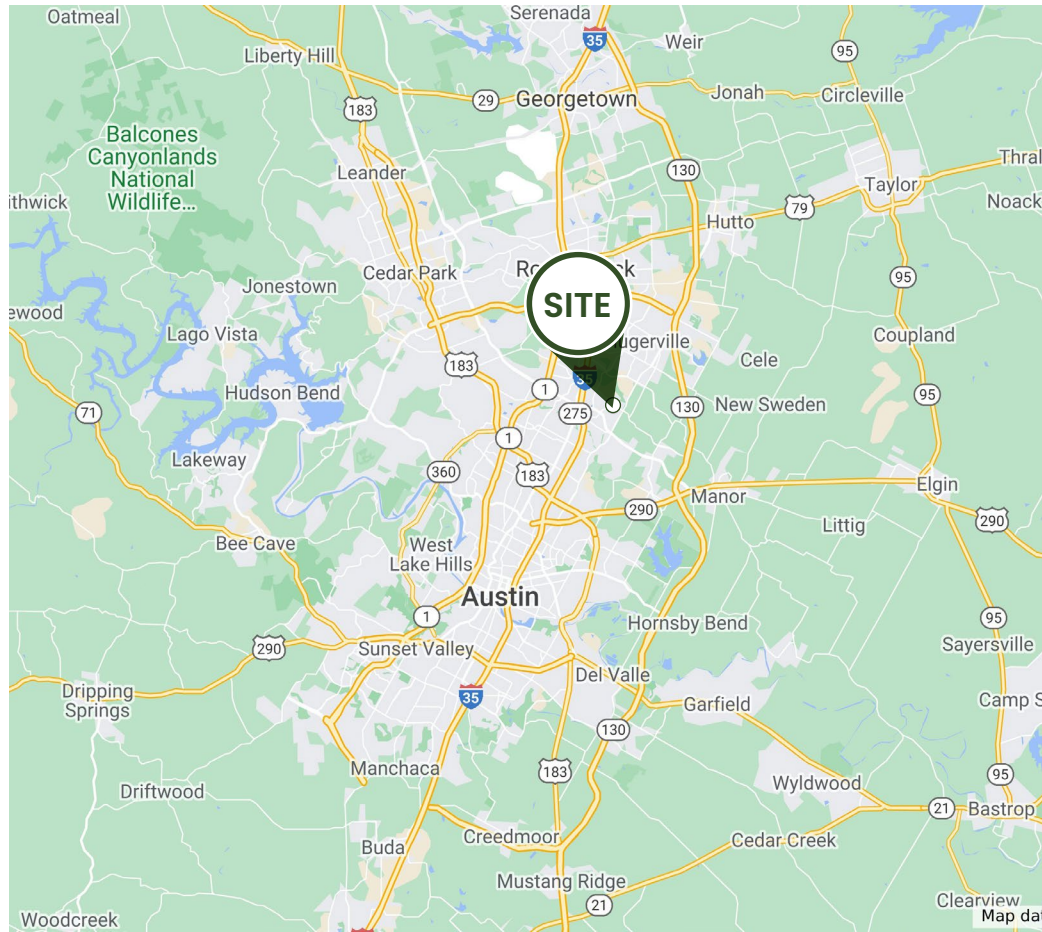 Oatmeal
Serenada
35
Weir
95
Liberty Hill
29
Georgetown
Jonah
Circleville
183
Balcones
Canyonlands
National
Wildlife...
Leander
130
Thral
Taylor
Noack
ithwick
79
Hutto
Cedar Park
95
Jonestown
SITE
ewood
Lago Vista
ugerville
Coupland
Cele
183
35
Hudson Bend
1
71
275
130
New Sweden
95
1
Lakeway
360
183
Manor
Elgin
290
Littig
290
Bee Cave
West
Lake Hills
Austin
1
Hornsby Bend
95
290
Sunset Valley
Sayersville
Del Valle
Dripping
Springs
35
Garfield
Camp S
130
Manchaca
183
95
Driftwood
Wyldwood
21
Bastrop
Buda
Creedmoor
Cedar Creek
Mustang Ridge
21
Clearview
Woodcreek
Map dat